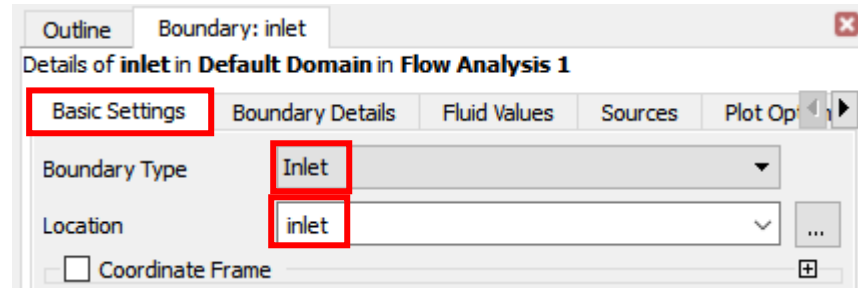 Outline Boundary: inlet
Details of inlet in Default Domain in Flow Analysis 1
Basic Settings Boundary Details Fluid Values Sources Plot
Boundary Type Inlet
Location inlet ...
Coordinate Frame